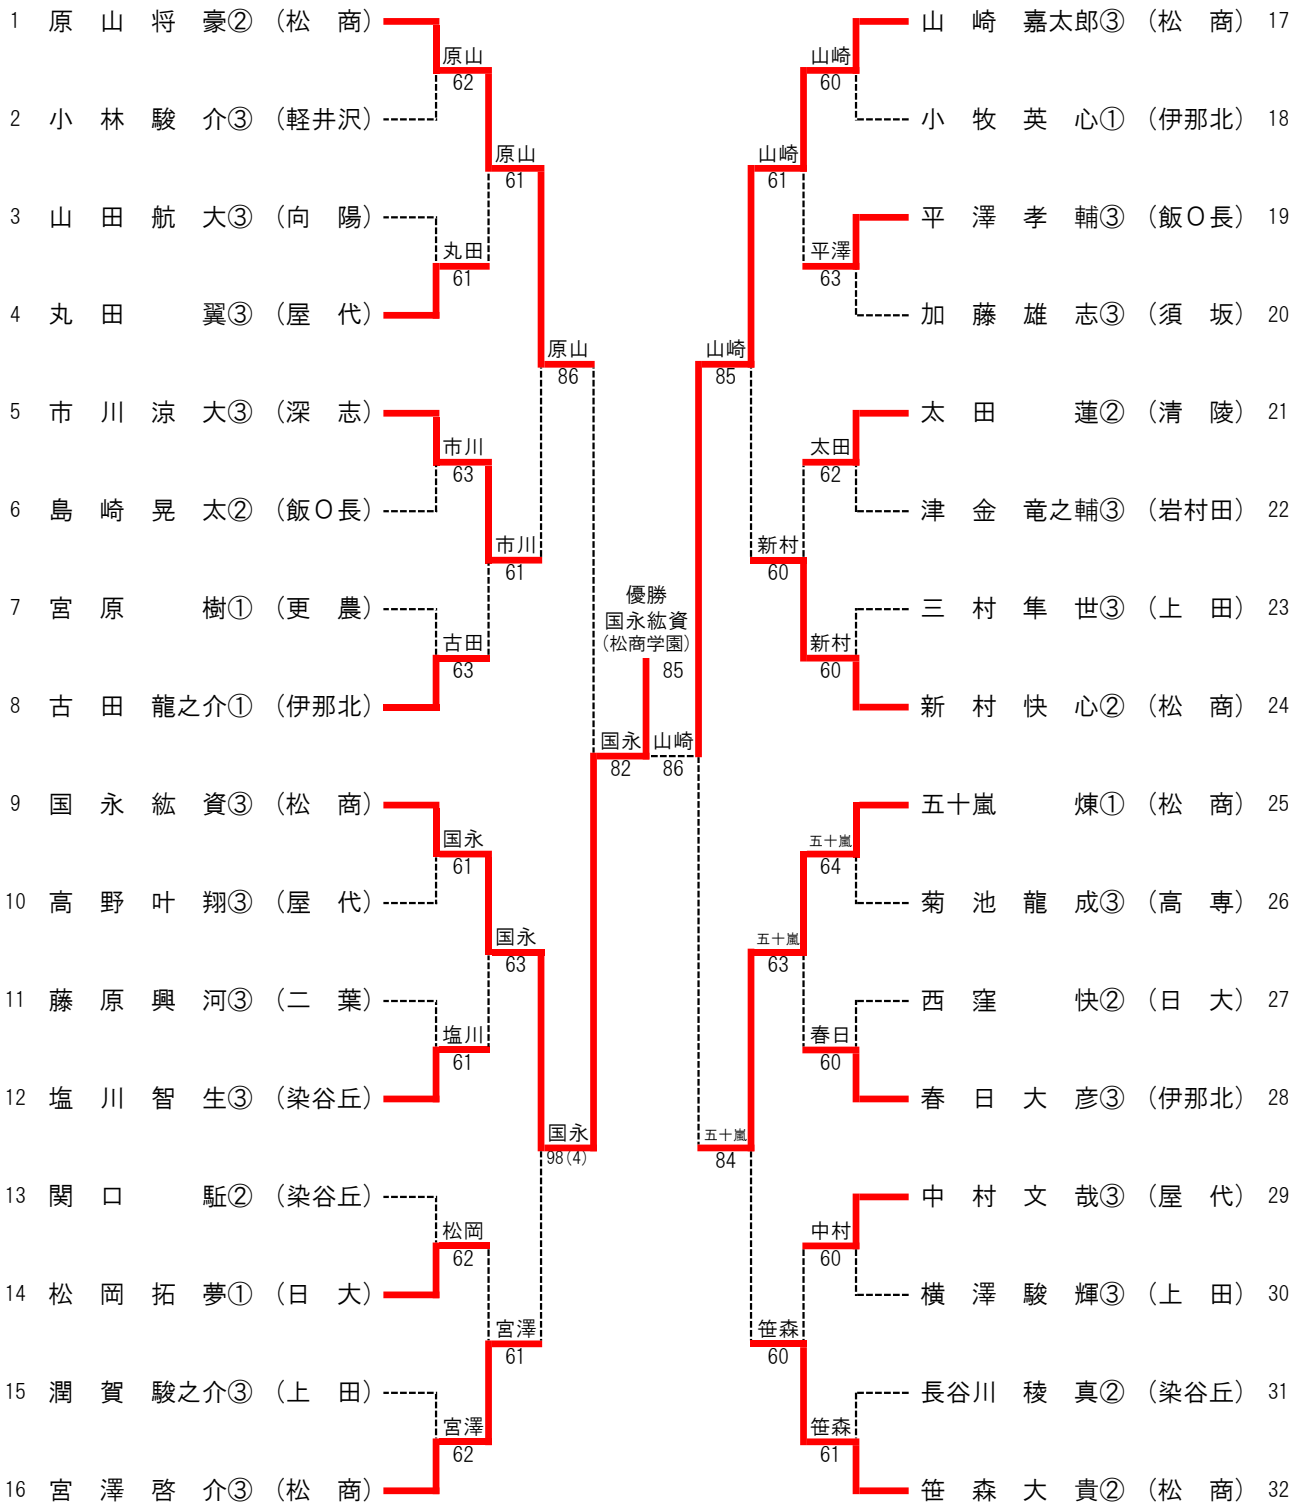 1 原 山 将 豪② (松 商)
原山
62
2 小 林 駿 介③ (軽井沢)
原山
61
3 山 田 航 大③ (向 陽)
丸田
61
4 丸 田 翼③ (屋 代)
原山
86
5 市 川 涼 大③ (深 志)
市川
63
6 島 崎 晃 太② (飯O長)
市川
61
7 宮 原 樹① (更 農)
古田
63
8 古 田 龍之介① (伊那北)
国永
82
9 国 永 紘 資③ (松 商)
国永
61
10 高 野 叶 翔③ (屋 代)
国永
63
11 藤 原 興 河③ (二 葉)
塩川
61
12 塩 川 智 生③ (染谷丘)
国永
98(4)
13 関 口 駈② (染谷丘)
松岡
62
14 松 岡 拓 夢① (日 大)
宮澤
61
15 潤 賀 駿之介③ (上 田)
宮澤
62
16 宮 澤 啓 介③ (松 商)
優勝
国永紘資
(松商学園)
85
山崎
86
山 崎 嘉太郎③ (松 商) 17
山崎
60
小 牧 英 心① (伊那北) 18
山崎
61
平 澤 孝 輔③ (飯O長) 19
平澤
63
加 藤 雄 志③ (須 坂) 20
山崎
85
太 田 蓮② (清 陵) 21
太田
62
津 金 竜之輔③ (岩村田) 22
新村
60
三 村 隼 世③ (上 田) 23
新村
60
新 村 快 心② (松 商) 24
五十嵐 煉① (松 商) 25
五十嵐
64
菊 池 龍 成③ (高 専) 26
五十嵐
63
西 窪 快② (日 大) 27
春日
60
春 日 大 彦③ (伊那北) 28
五十嵐
84
中 村 文 哉③ (屋 代) 29
中村
60
横 澤 駿 輝③ (上 田) 30
笹森
60
長谷川 稜 真② (染谷丘) 31
笹森
61
笹 森 大 貴② (松 商) 32